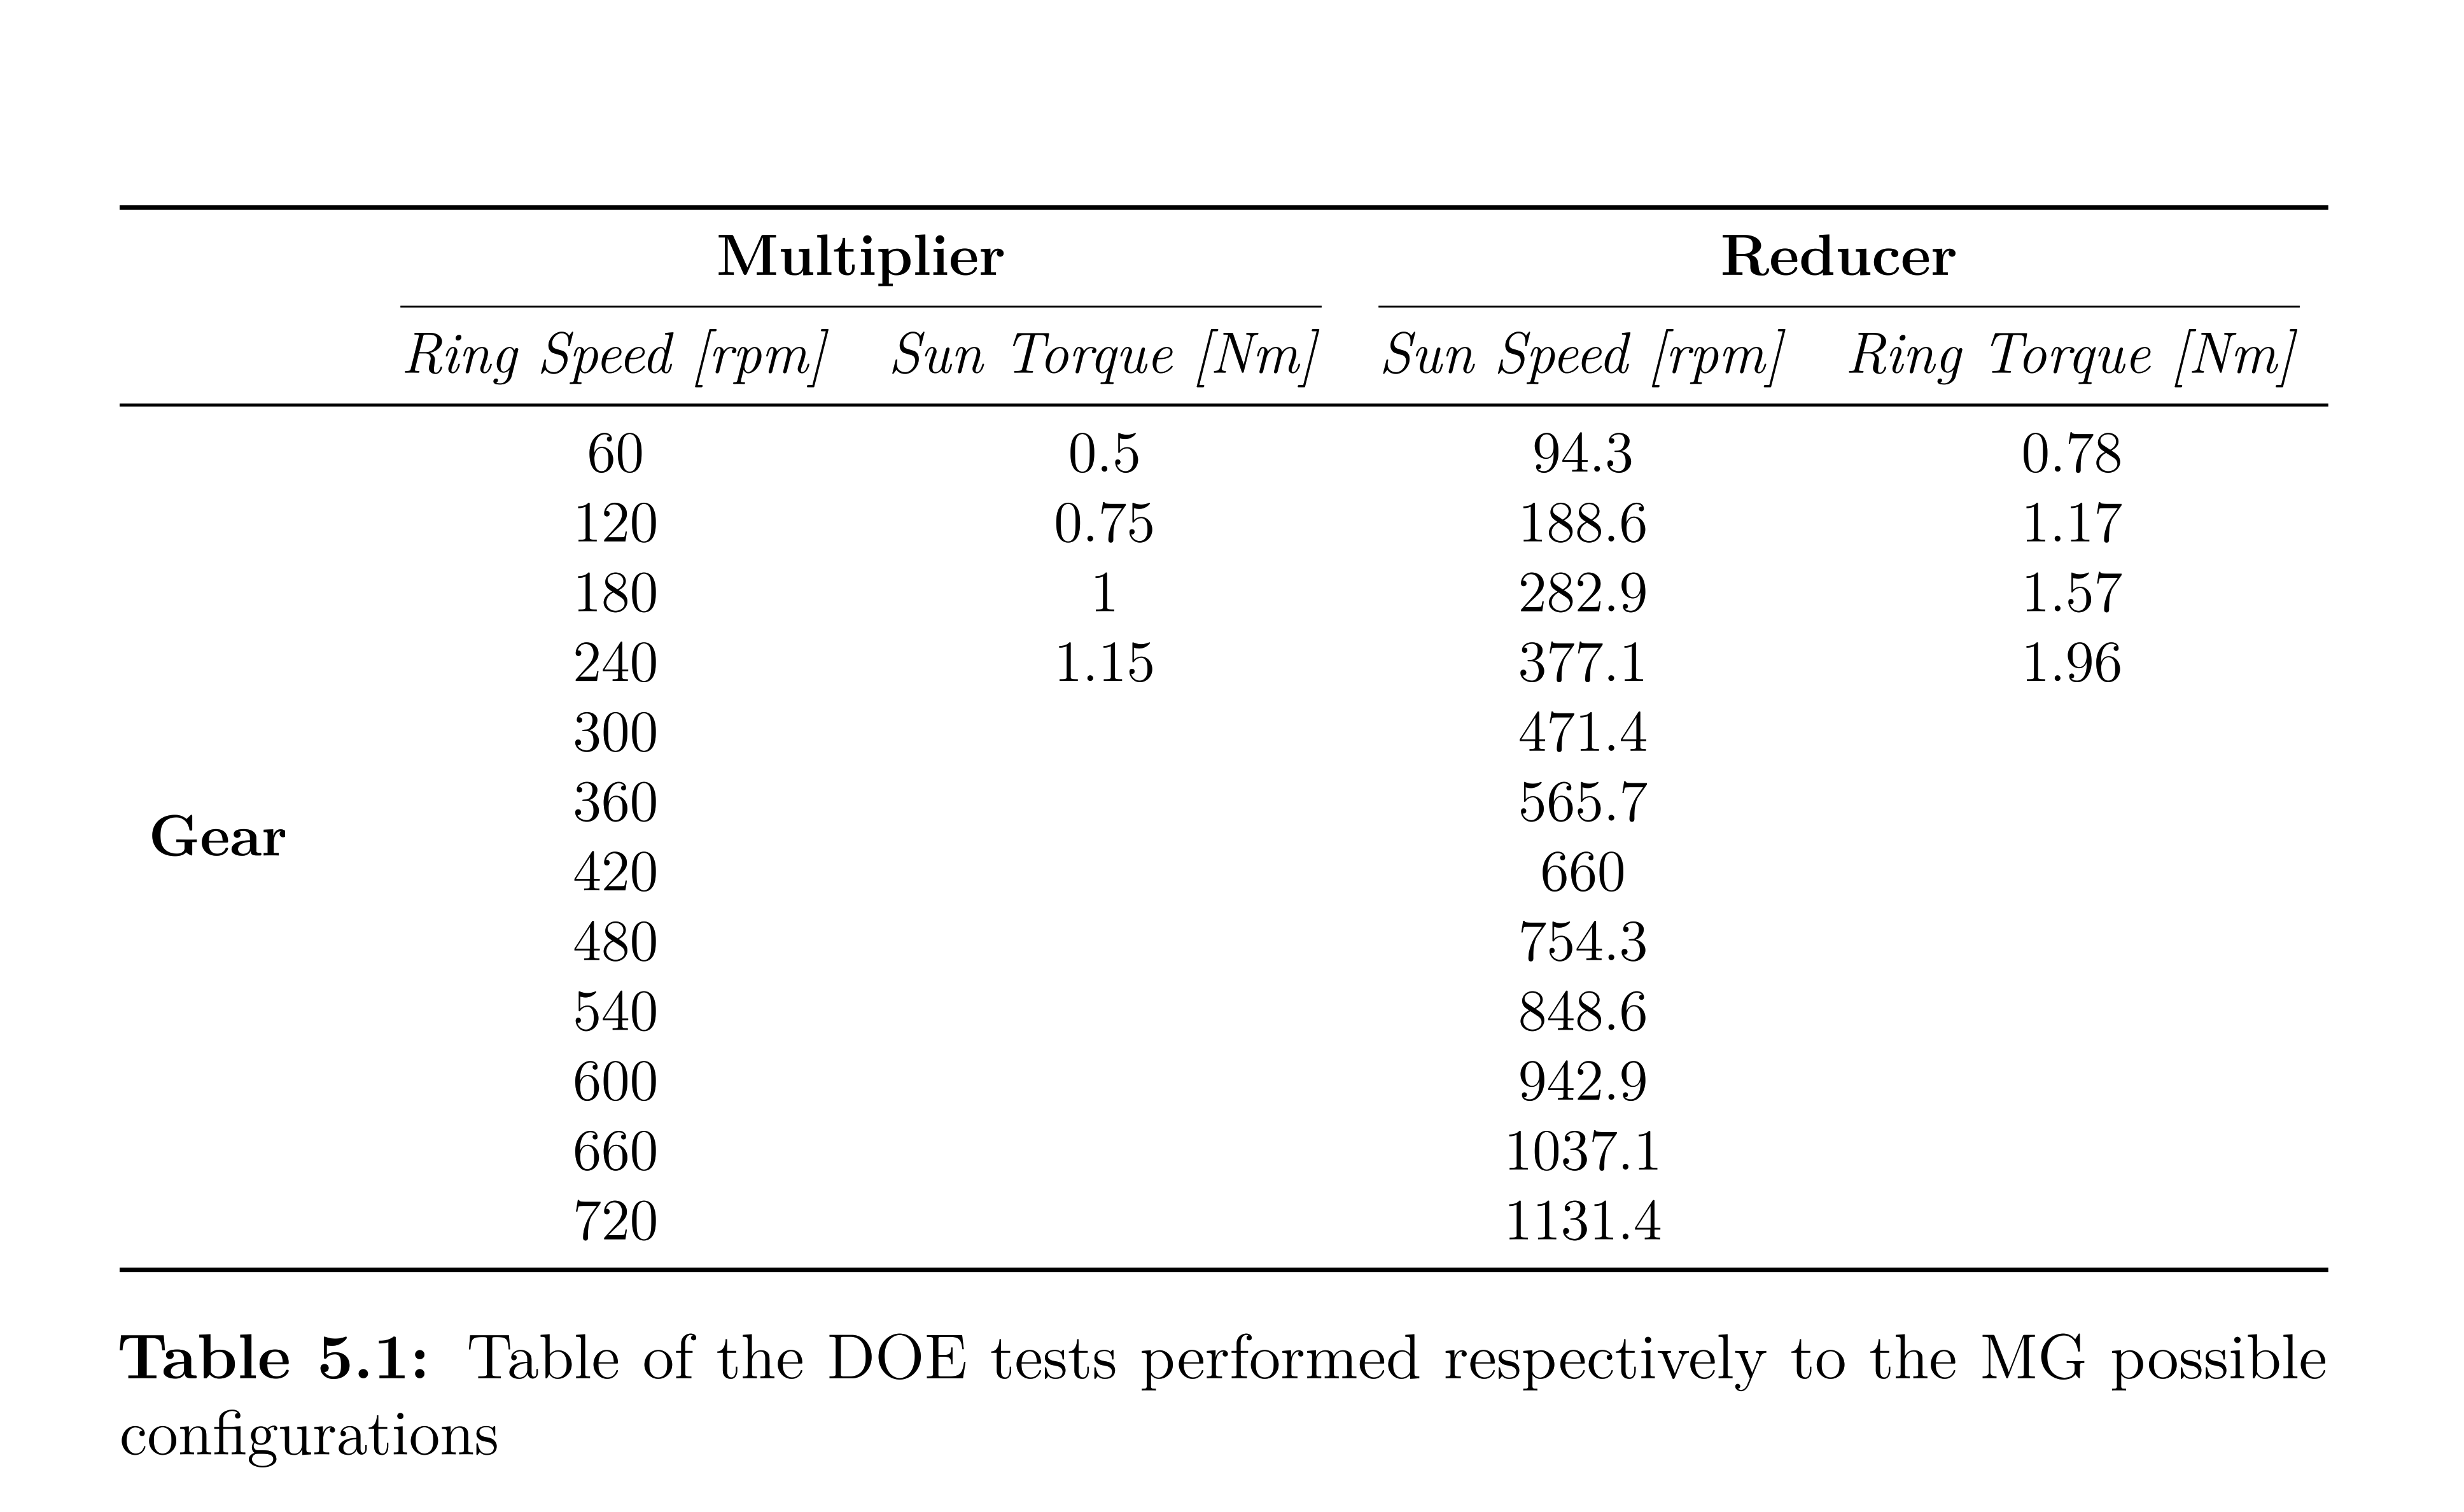 Multiplier Reducer
Ring Speed [rpm] Sun Torque [Nm] Sun Speed [rpm] Ring Torque [Nm]
60 0.5 94.3 0.78
120 0.75 188.6 1.17
180 1 282.9 1.57
240 1.15 377.1 1.96
300 471.4
360 565.7
Gear
420 660
480 754.3
540 848.6
600 942.9
660 1037.1
720 1131.4
Table 5.1: Table of the DOE tests performed respectively to the MG possible
configurations